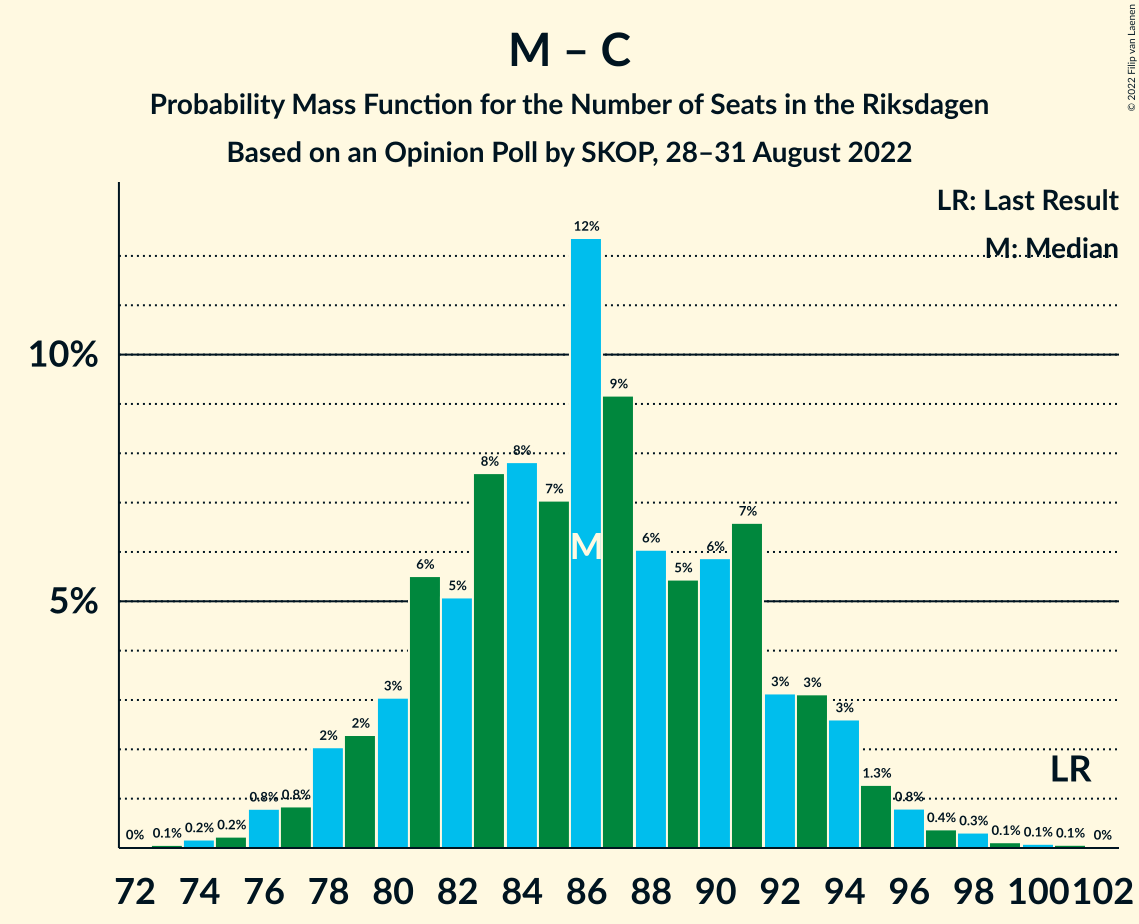 M – C
Probability Mass Function for the Number of Seats in the Riksdagen
Based on an Opinion Poll by SKOP, 28–31 August 2022
© 2022 Filip van Laenen
LR: Last Result
M: Median
10%
5%
0% 0.1% 0.2% 0.2% 0.8% 0.8% 2% 2% 3% 6% 5% 8% 8% 7% 12% 9% 6% 5% 6% 7% 3% 3% 3% 1.3% 0.8% 0.4% 0.3% 0.1% 0.1% 0.1% 0%
M
LR
72 74 76 78 80 82 84 86 88 90 92 94 96 98 100 102